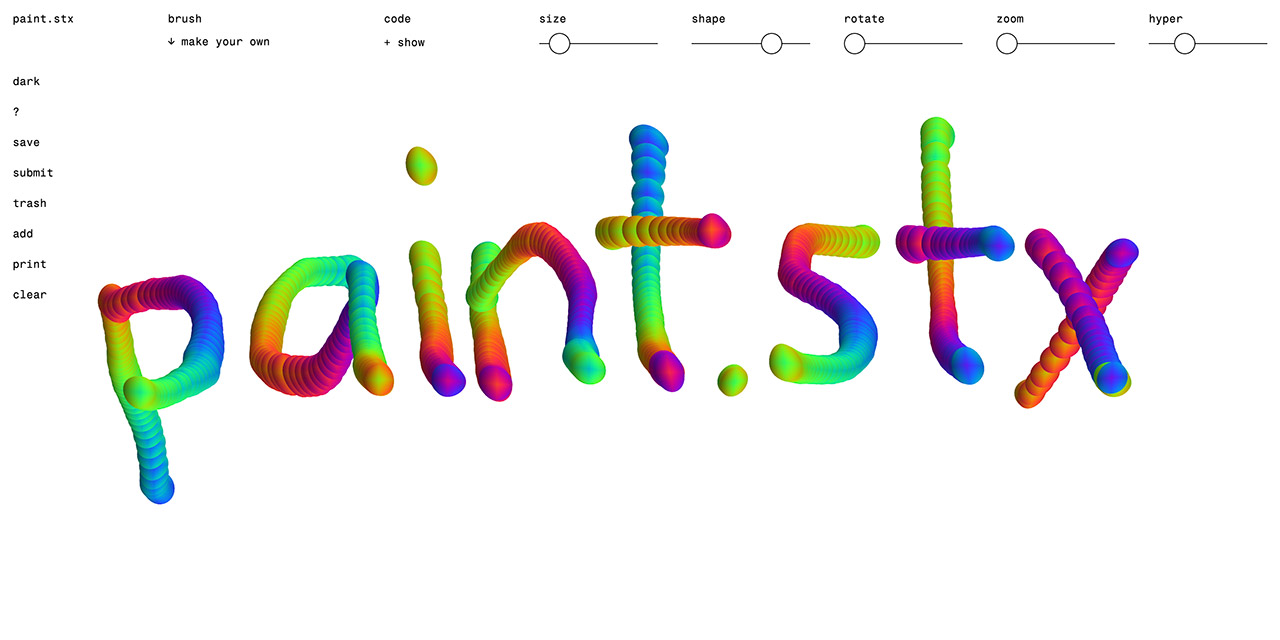 paint.stx brush code size shape rotate zoom hyper
↓ make your own + show
dark
?
save
submit
trash
add
print
clear
paint.stx